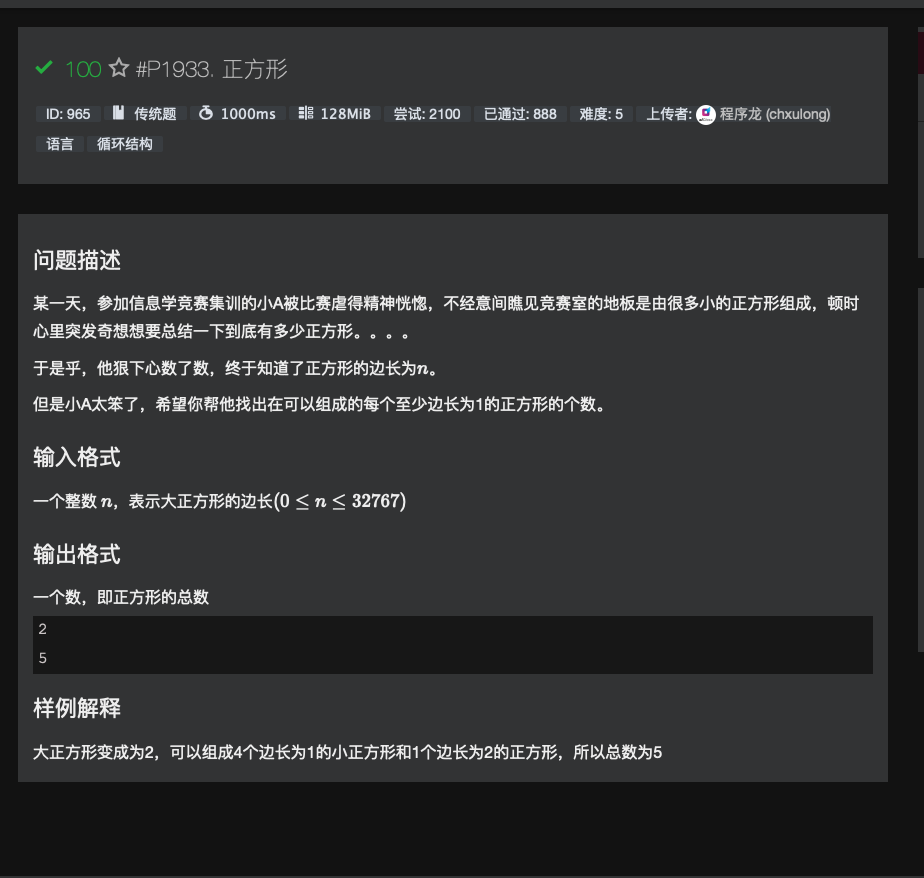 100 #P1933. 正方形
ID: 965 传统题 1000ms 128MiB 尝试: 2100 已通过: 888 难度: 5 上传者: 程序龙 (chxulong)
语言 循环结构
问题描述
某一天，参加信息学竞赛集训的小A被比赛虐得精神恍惚，不经意间瞧见竞赛室的地板是由很多小的正方形组成，顿时
心里突发奇想想要总结一下到底有多少正方形。。。。
于是乎，他狠下心数了数，终于知道了正方形的边长为n。
但是小A太笨了，希望你帮他找出在可以组成的每个至少边长为1的正方形的个数。
输入格式
一个整数 n，表示大正方形的边长(0 ≤ n ≤ 32767)
输出格式
一个数，即正方形的总数
2
5
样例解释
大正方形变成为2，可以组成4个边长为1的小正方形和1个边长为2的正方形，所以总数为5